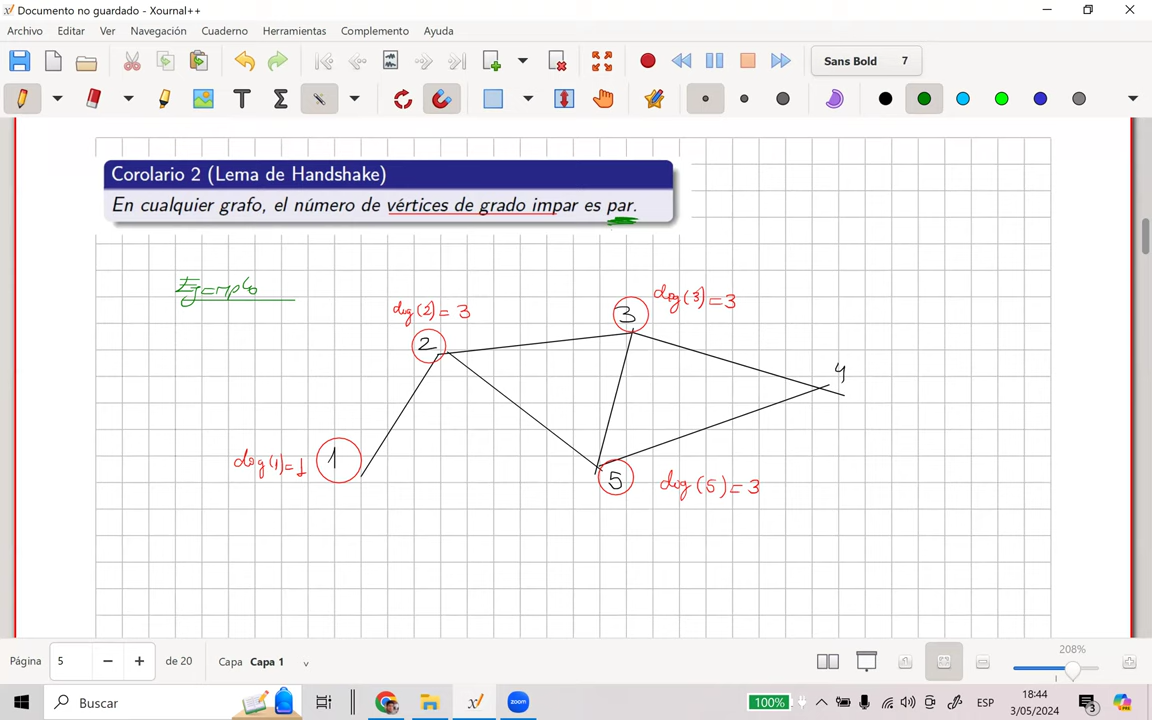 Documento no guardado - Xournal++
Archivo Editar Ver Navegación Cuaderno Herramientas Complemento Ayuda
Sans Bold 7
Corolario 2 (Lema de Handshake)
En cualquier grafo, el número de vértices de grado impar es par.
Ejemplo
deg(2) = 3
deg(3) = 3
3
2
4
deg(1) = 1
1
5
deg(5) = 3
Página 5 de 20 Capa Capa 1
208%
Buscar
zoom
100%
ESP
18:44
3/05/2024
3